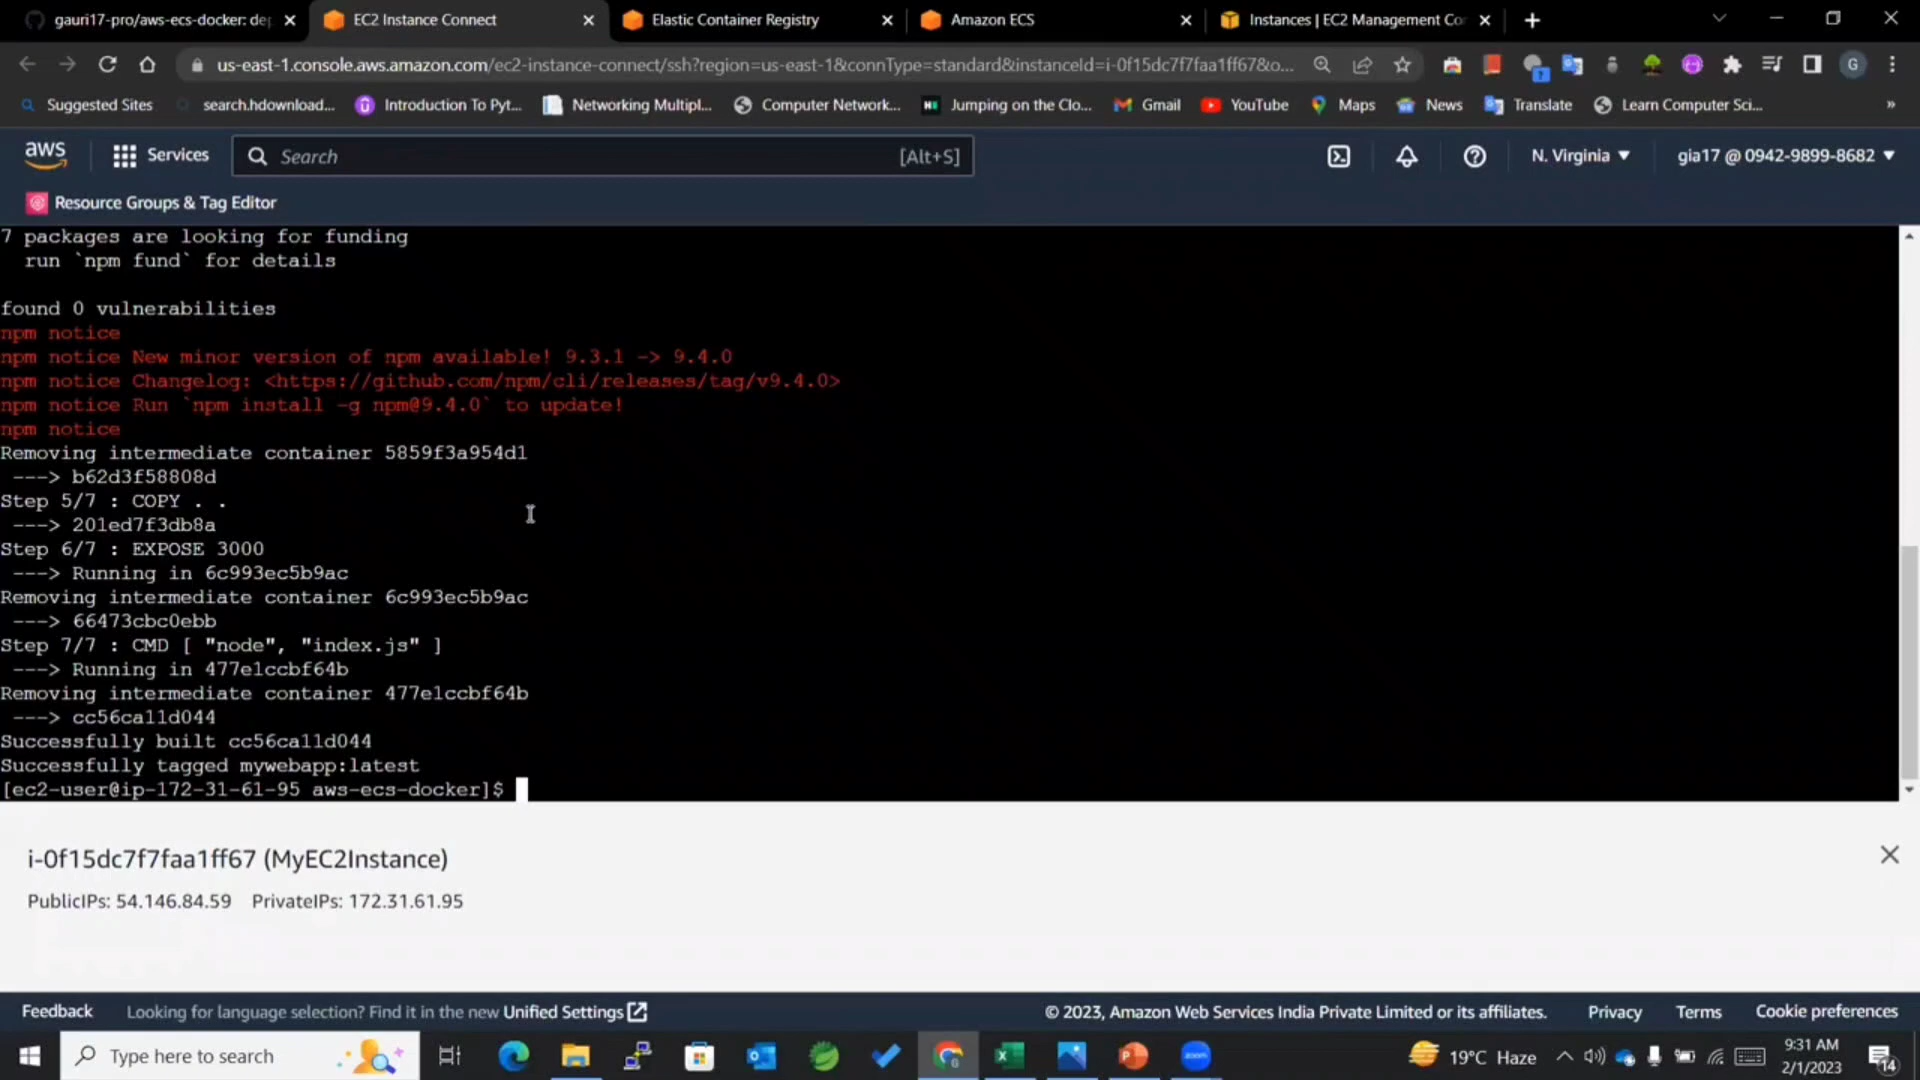 gauri17-pro/aws-ecs-docker: de
EC2 Instance Connect
Elastic Container Registry
Amazon ECS
Instances | EC2 Management Co
us-east-1.console.aws.amazon.com/ec2-instance-connect/ssh?region=us-east-1&connType=standard&instanceId=i-0f15dc7f7faa1ff67&o...
Suggested Sites
search.hdownload...
Introduction To Pyt...
Networking Multipl...
Computer Network...
Jumping on the Clo...
Gmail
YouTube
Maps
News
Translate
Learn Computer Sci...
»
aws
Services
Search
[Alt+S]
N. Virginia
gia17 @ 0942-9899-8682
Resource Groups & Tag Editor
7 packages are looking for funding
run `npm fund` for details
found 0 vulnerabilities
npm notice
npm notice New minor version of npm available! 9.3.1 -> 9.4.0
npm notice Changelog: <https://github.com/npm/cli/releases/tag/v9.4.0>
npm notice Run `npm install -g npm@9.4.0` to update!
npm notice
Removing intermediate container 5859f3a954d1
---> b62d3f58808d
Step 5/7 : COPY . .
---> 201ed7f3db8a
Step 6/7 : EXPOSE 3000
---> Running in 6c993ec5b9ac
Removing intermediate container 6c993ec5b9ac
---> 66473cbc0ebb
Step 7/7 : CMD [ "node", "index.js" ]
---> Running in 477e1ccbf64b
Removing intermediate container 477e1ccbf64b
---> cc56ca11d044
Successfully built cc56ca11d044
Successfully tagged mywebapp:latest
[ec2-user@ip-172-31-61-95 aws-ecs-docker]$
i-0f15dc7f7faa1ff67 (MyEC2Instance)
PublicIPs: 54.146.84.59 PrivateIPs: 172.31.61.95
Feedback
Looking for language selection? Find it in the new Unified Settings
© 2023, Amazon Web Services India Private Limited or its affiliates.
Privacy
Terms
Cookie preferences
Type here to search
zoom
19°C Haze
9:31 AM
2/1/2023
14